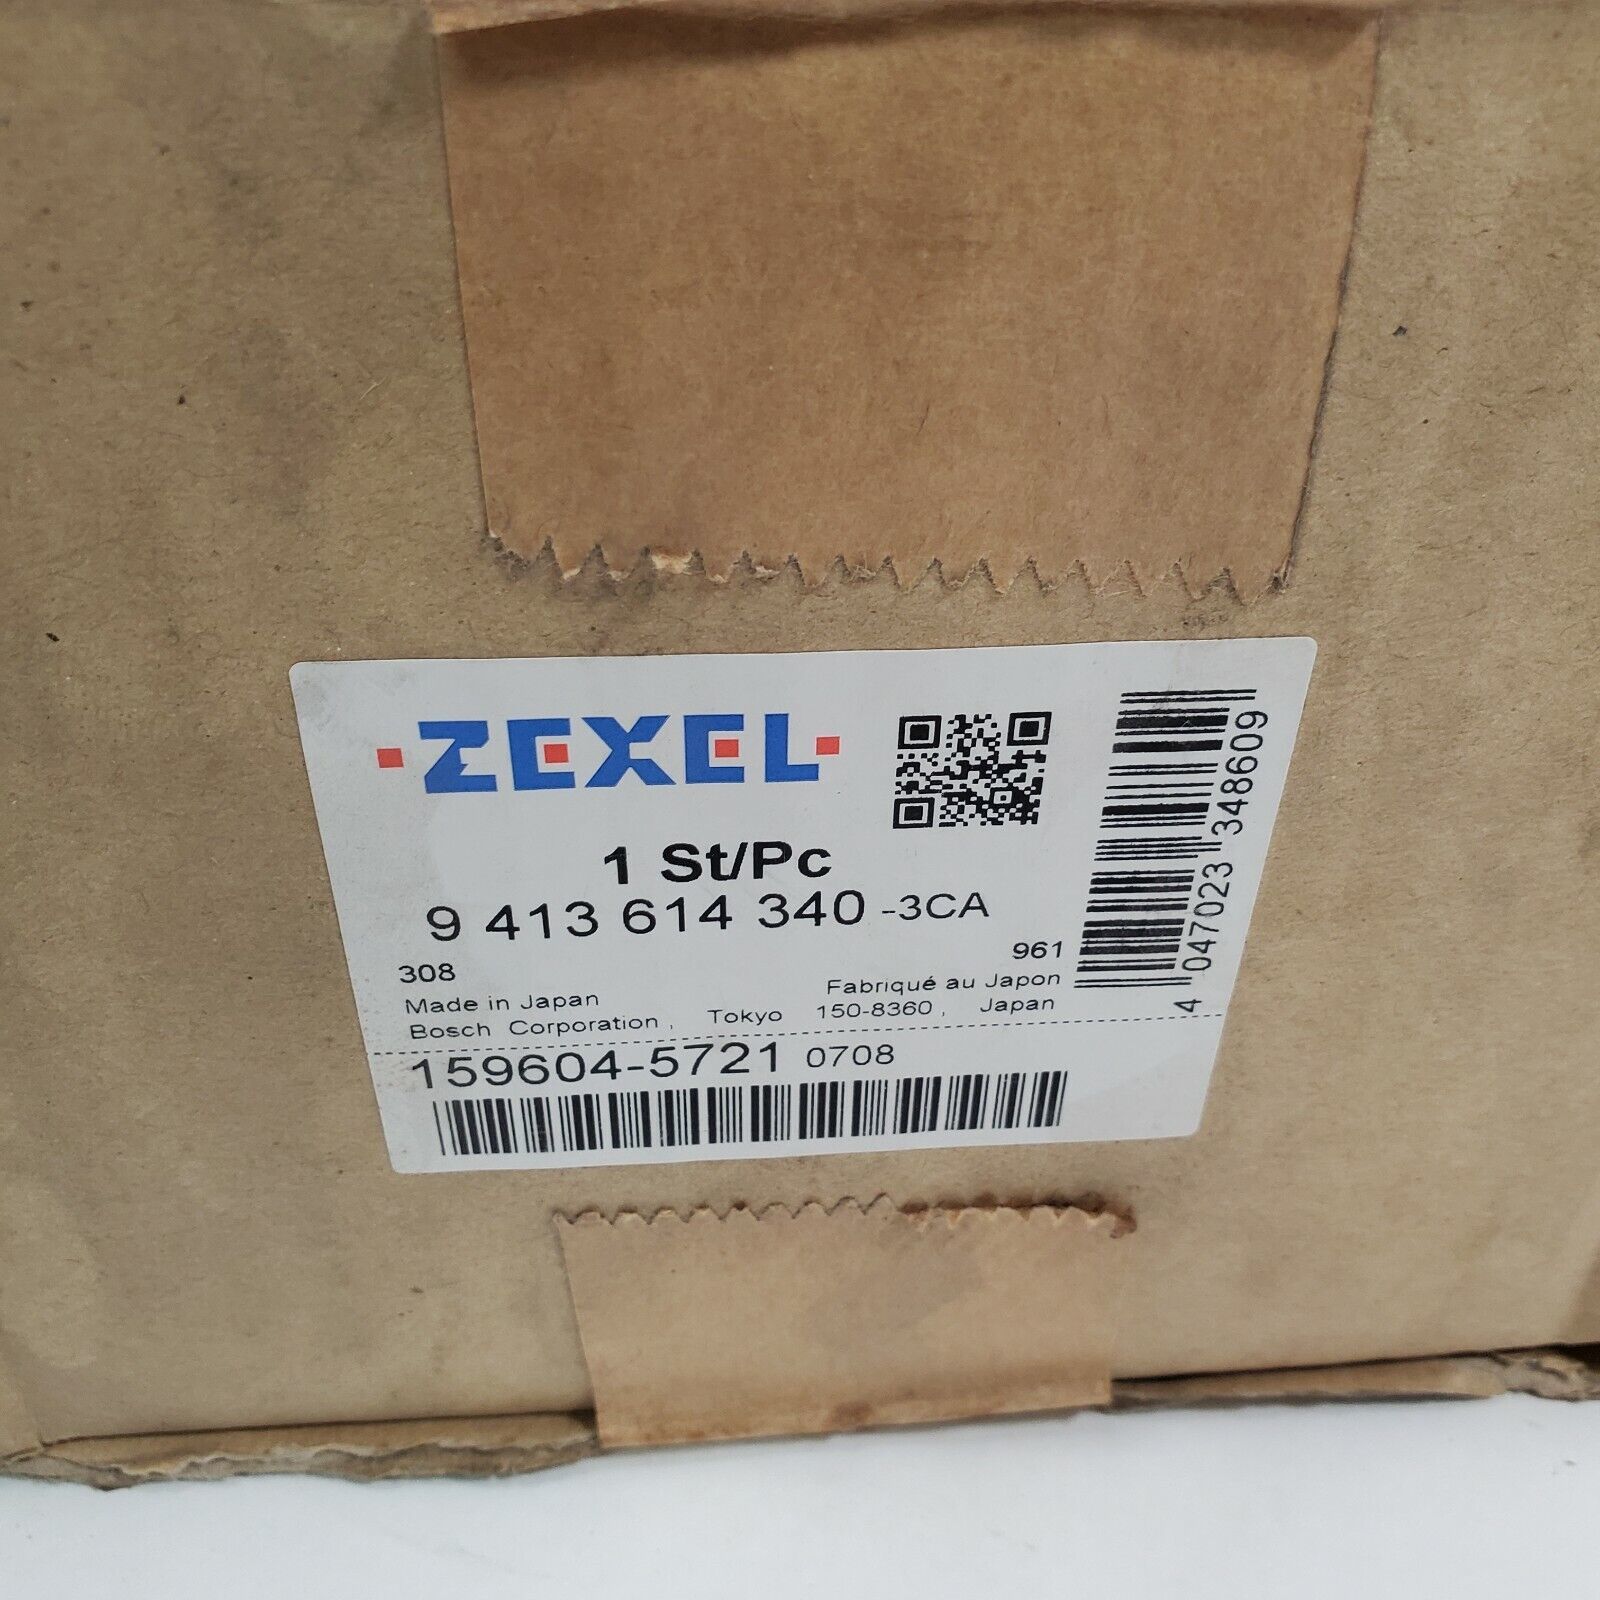 ZEXEL
1 St/Pc
9 413 614 340 -3CA
308
961
Made in Japan
Fabriqué au Japon
Bosch Corporation, Tokyo 150-8360, Japan
159604-5721 0708
4 047023 348609